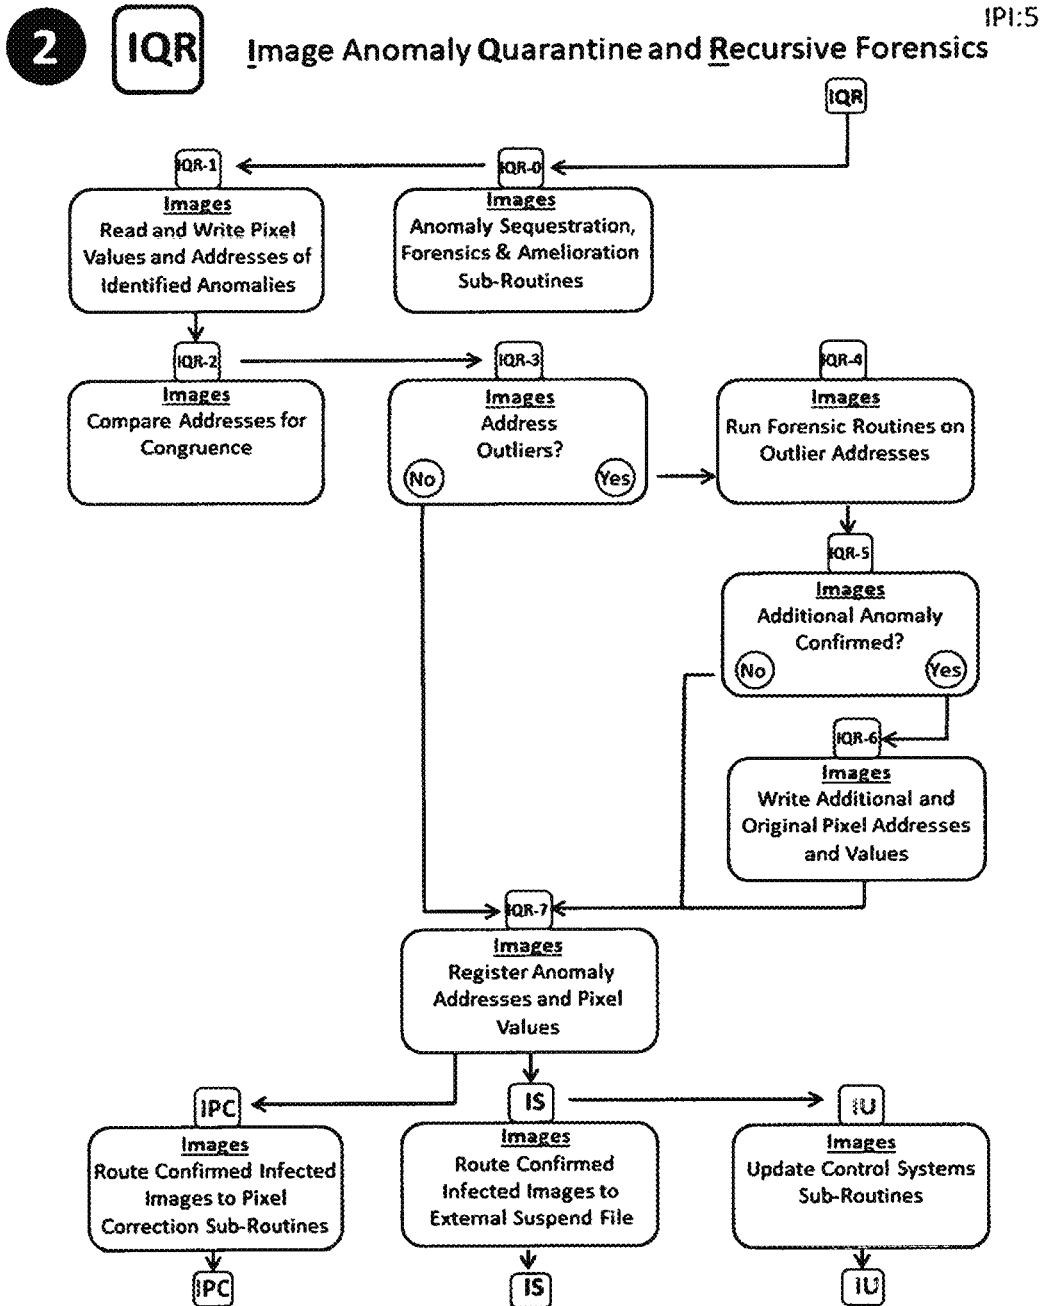 IPI:5
2
IQR
Image Anomaly Quarantine and Recursive Forensics
IQR
IQR-1
Images
Read and Write Pixel
Values and Addresses of
Identified Anomalies
IQR-0
Images
Anomaly Sequestration,
Forensics & Amelioration
Sub-Routines
IQR-2
Images
Compare Addresses for
Congruence
IQR-3
Images
Address
Outliers?
No
Yes
IQR-4
Images
Run Forensic Routines on
Outlier Addresses
IQR-5
Images
Additional Anomaly
Confirmed?
No
Yes
IQR-6
Images
Write Additional and
Original Pixel Addresses
and Values
IQR-7
Images
Register Anomaly
Addresses and Pixel
Values
IPC
Images
Route Confirmed Infected
Images to Pixel
Correction Sub-Routines
IPC
IS
Images
Route Confirmed
Infected Images to
External Suspend File
IS
IU
Images
Update Control Systems
Sub-Routines
IU